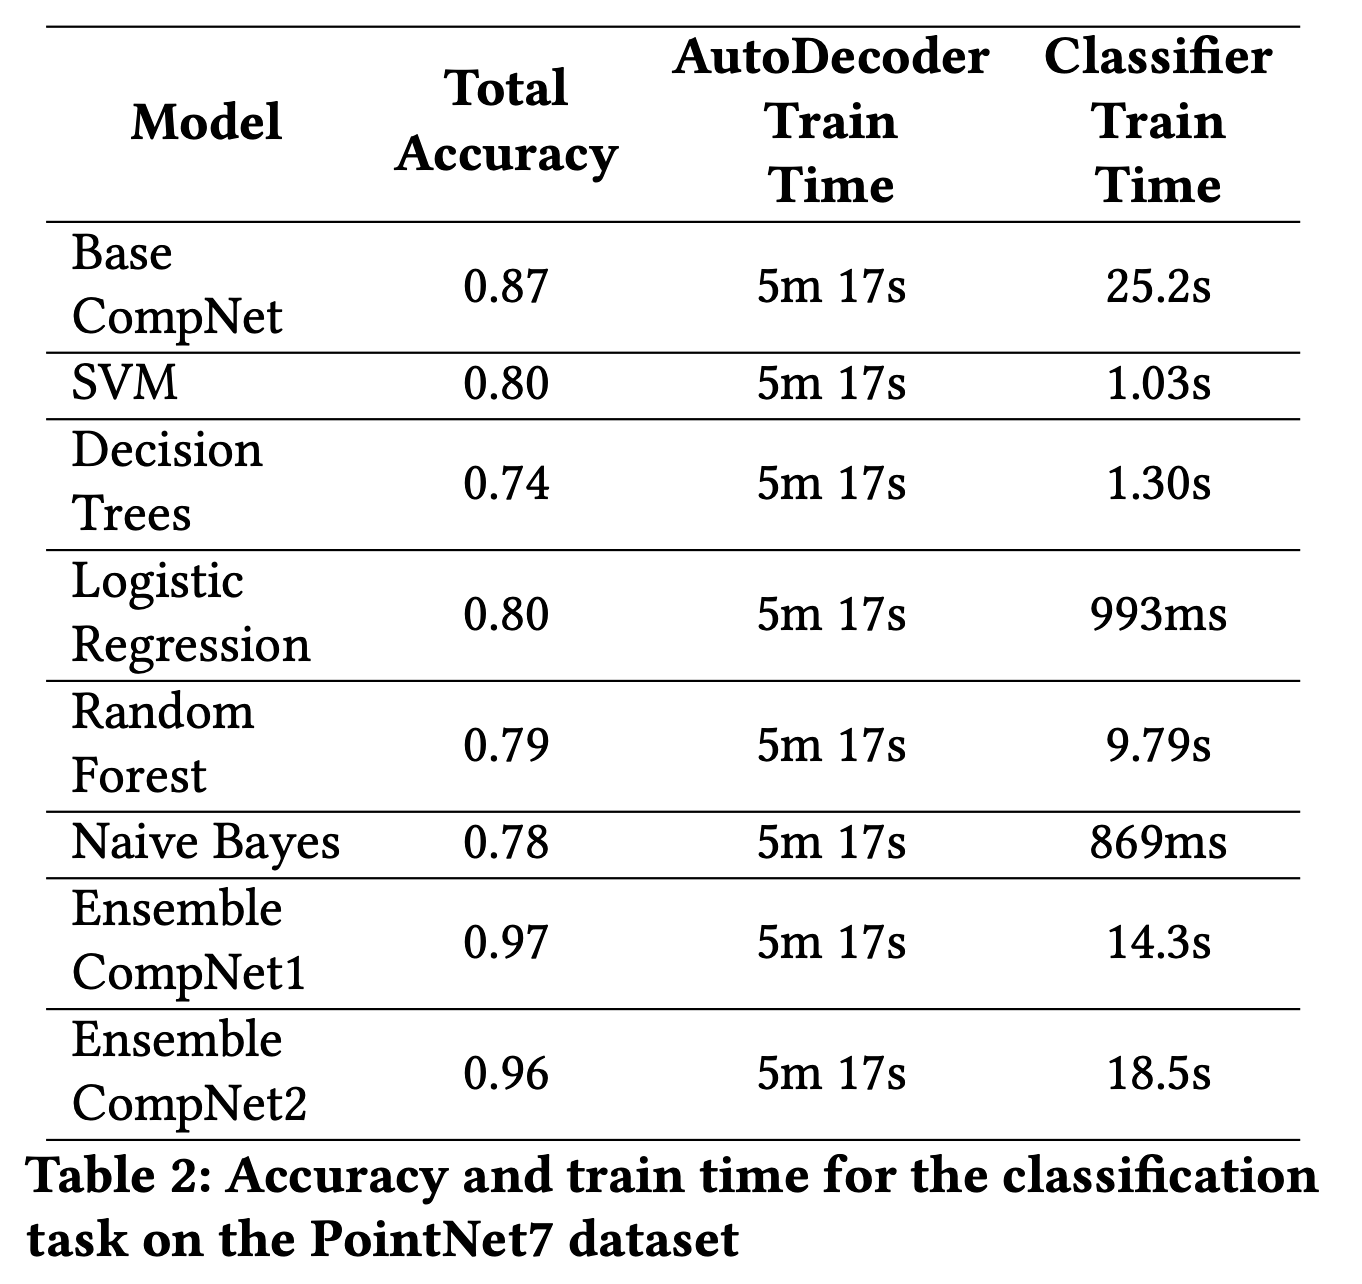 Model Total Accuracy AutoDecoder Train Time Classifier Train Time
Base CompNet 0.87 5m 17s 25.2s
SVM 0.80 5m 17s 1.03s
Decision Trees 0.74 5m 17s 1.30s
Logistic Regression 0.80 5m 17s 993ms
Random Forest 0.79 5m 17s 9.79s
Naive Bayes 0.78 5m 17s 869ms
Ensemble CompNet1 0.97 5m 17s 14.3s
Ensemble CompNet2 0.96 5m 17s 18.5s
Table 2: Accuracy and train time for the classification
task on the PointNet7 dataset